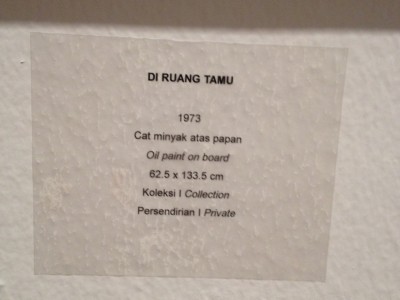 DI RUANG TAMU
1973
Cat minyak atas papan
Oil paint on board
62.5 x 133.5 cm
Koleksi I Collection
Persendirian I Private